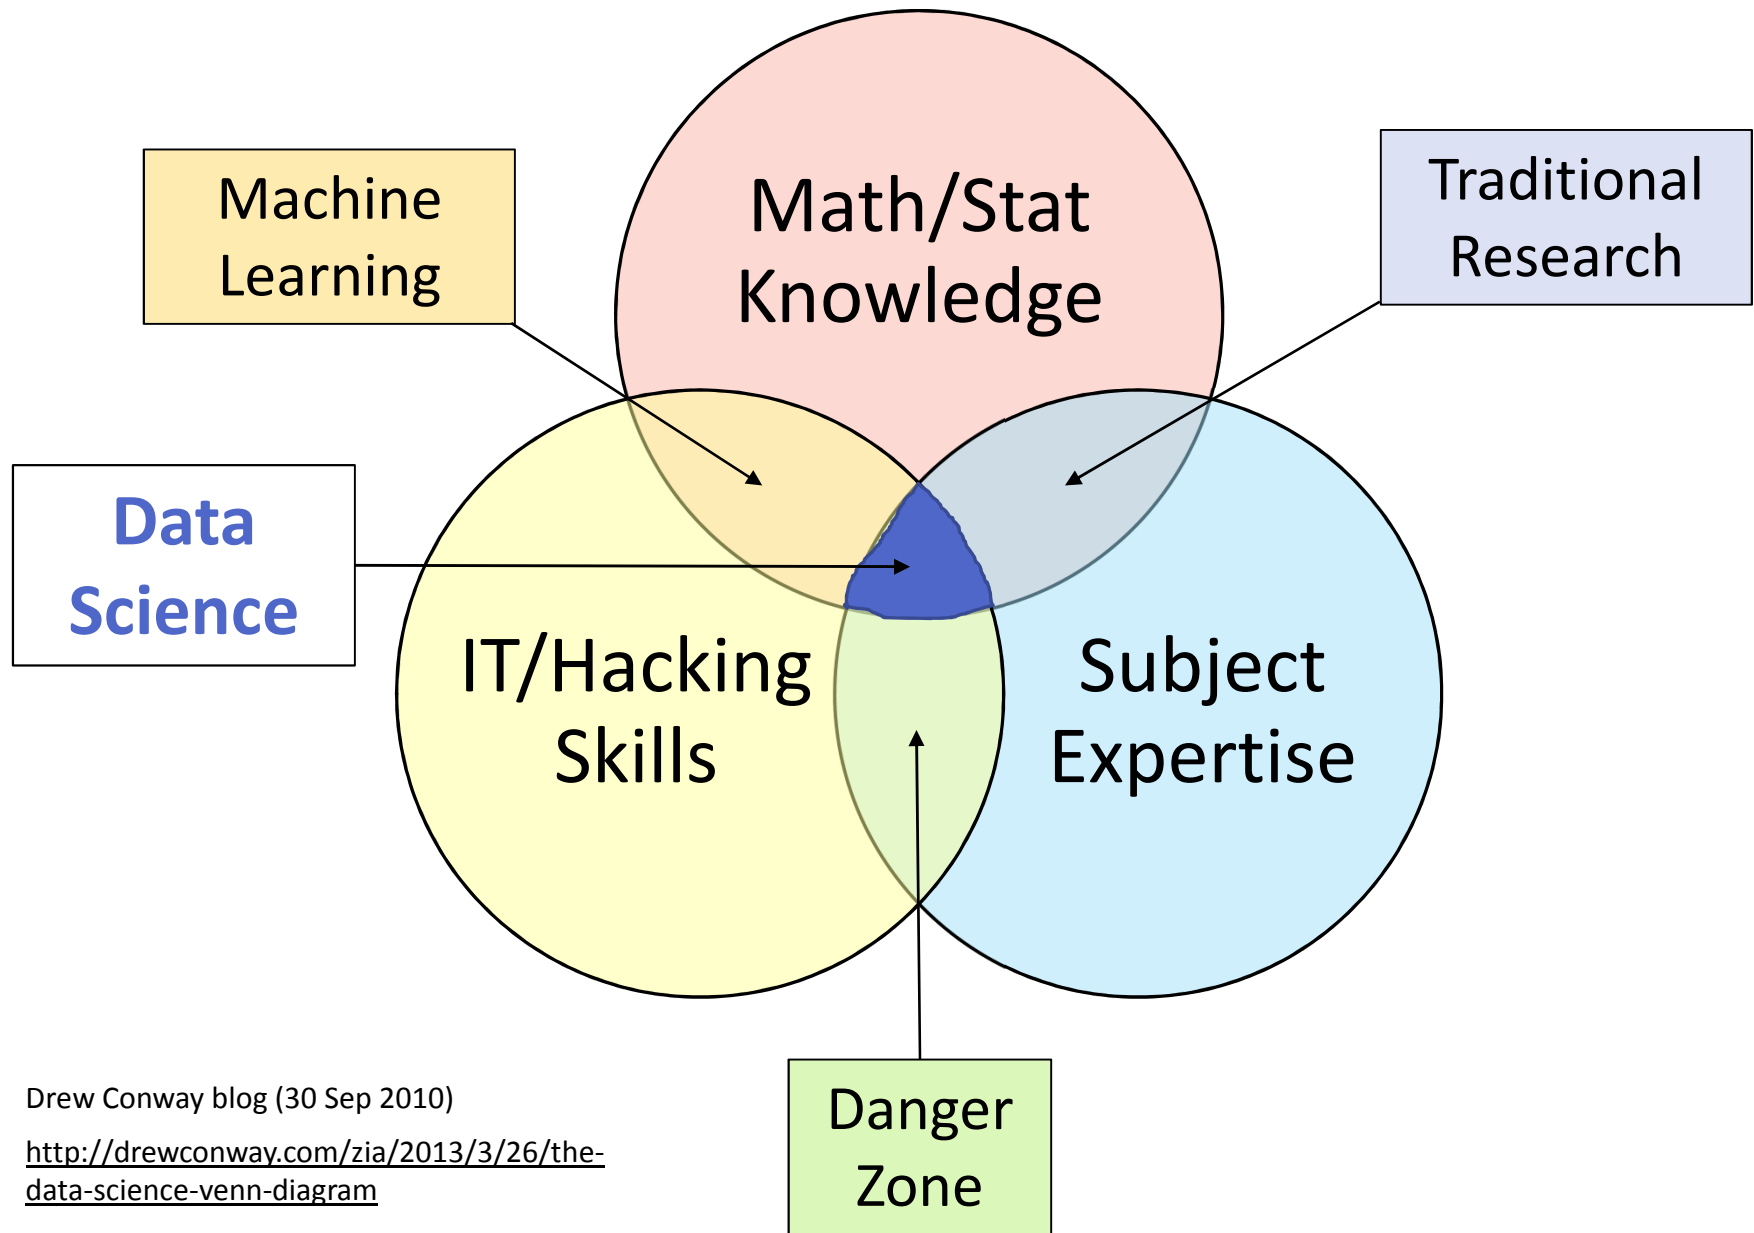 Math/Stat
Knowledge
Machine
Learning
Traditional
Research
Data
Science
IT/Hacking
Skills
Subject
Expertise
Danger
Zone
Drew Conway blog (30 Sep 2010)
http://drewconway.com/zia/2013/3/26/the-
data-science-venn-diagram